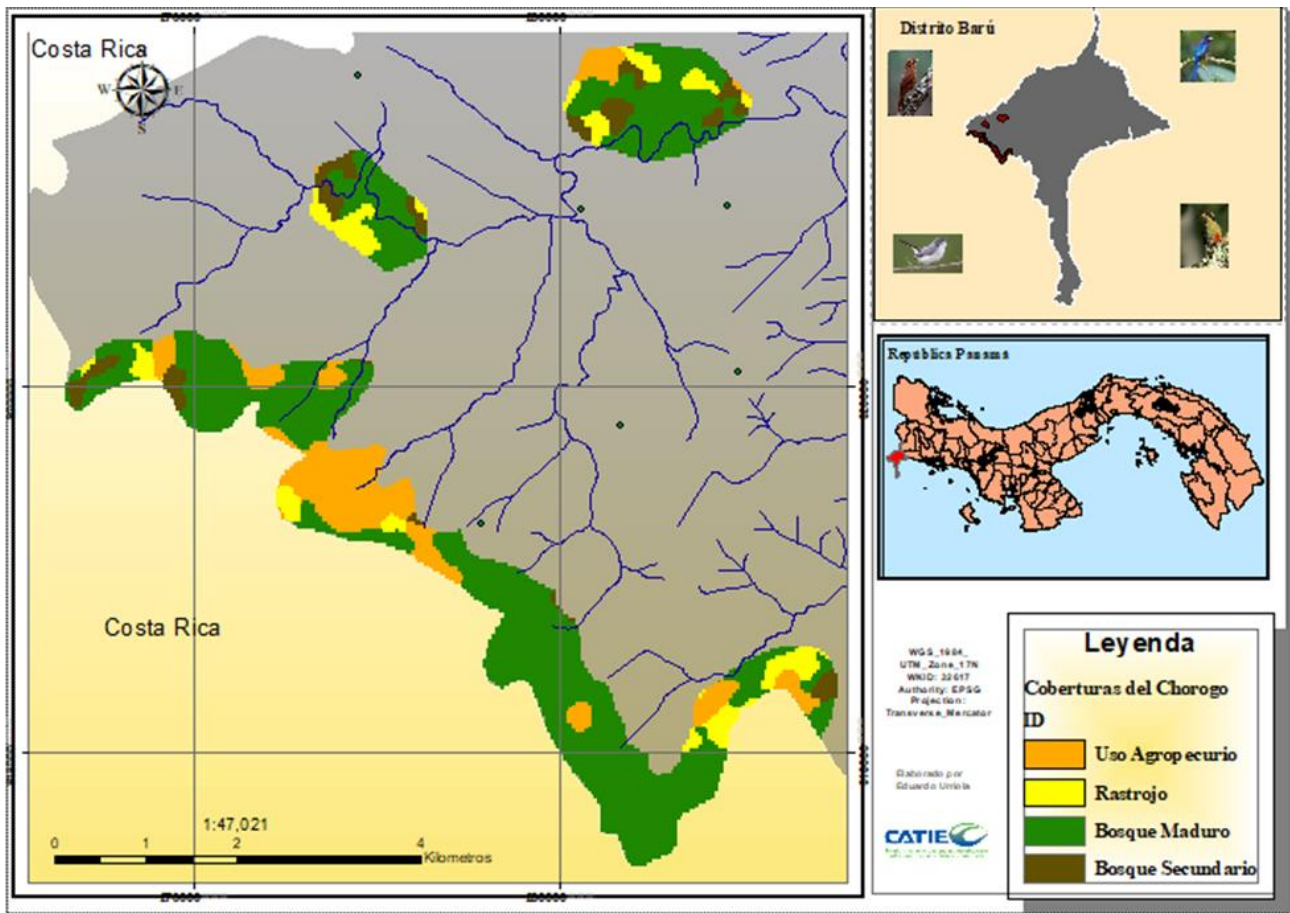 Costa Rica
N
W
E
S
Costa Rica
1:47,021
0 1 2 4
Kilometros
Distrito Barú
República Panamá
WGS_1984_
UTM_Zone_17N
WKID: 32617
Authority: EPSG
Projection:
Transverse_Mercator
Elaborado por
Eduardo Urriola
CATIE
Leyenda
Coberturas del Chorogo
ID
Uso Agropecurio
Rastrojo
Bosque Maduro
Bosque Secundario